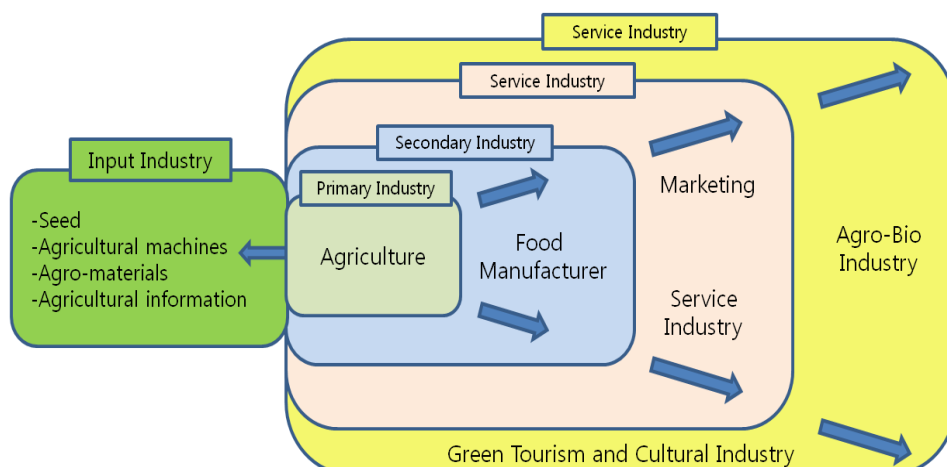 Service Industry
Service Industry
Secondary Industry
Input Industry
Primary Industry
-Seed
-Agricultural machines
-Agro-materials
-Agricultural information
Agriculture
Food
Manufacturer
Marketing
Service
Industry
Agro-Bio
Industry
Green Tourism and Cultural Industry